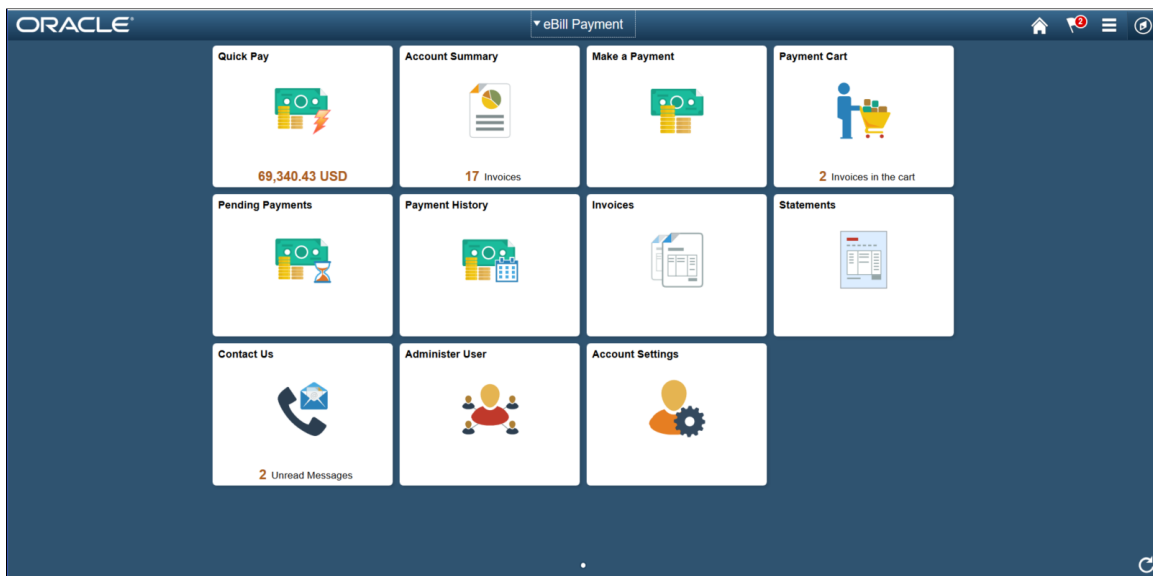 ORACLE®
eBill Payment
2
Quick Pay
69,340.43 USD
Account Summary
17 Invoices
Make a Payment
Payment Cart
2 Invoices in the cart
Pending Payments
Payment History
Invoices
Statements
Contact Us
2 Unread Messages
Administer User
Account Settings